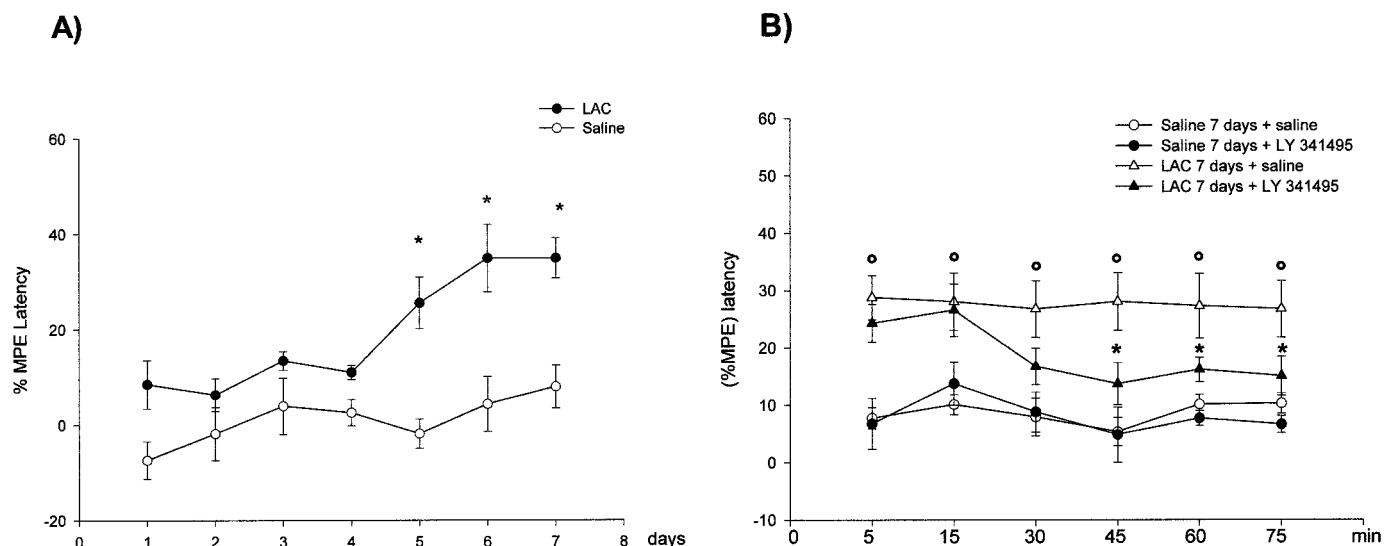 A)
LAC
Saline
% MPE Latency
60
40
20
0
-20
* * *
0 1 2 3 4 5 6 7 8 days
B)
Saline 7 days + saline
Saline 7 days + LY 341495
LAC 7 days + saline
LAC 7 days + LY 341495
(%MPE) latency
60
50
40
30
20
10
0
-10
* * *
0 5 15 30 45 60 75 min